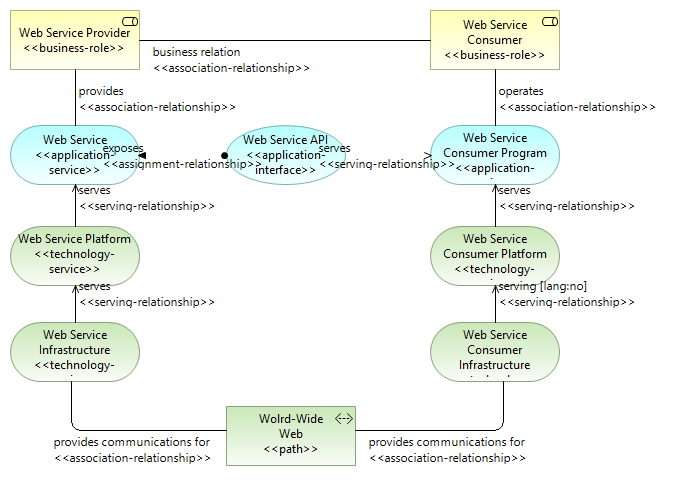 Web Service Provider
<<business-role>>
Web Service
Consumer
<<business-role>>
business relation
<<association-relationship>>
provides
<<association-relationship>>
operates
<<association-relationship>>
Web Service
<<application-
service>>
exposes
<<assignment-relationship>>
Web Service API
<<application-
interface>>
serves
<<serving-relationship>>
Web Service
Consumer Program
<<application-
serves
<<serving-relationship>>
serves
<<serving-relationship>>
Web Service Platform
<<technology-
service>>
Web Service
Consumer Platform
<<technology-
serves
<<serving-relationship>>
serving [lang:no]
<<serving-relationship>>
Web Service
Infrastructure
<<technology-
Web Service
Consumer
Infrastructure
Wolrd-Wide
Web
<<path>>
provides communications for
<<association-relationship>>
provides communications for
<<association-relationship>>